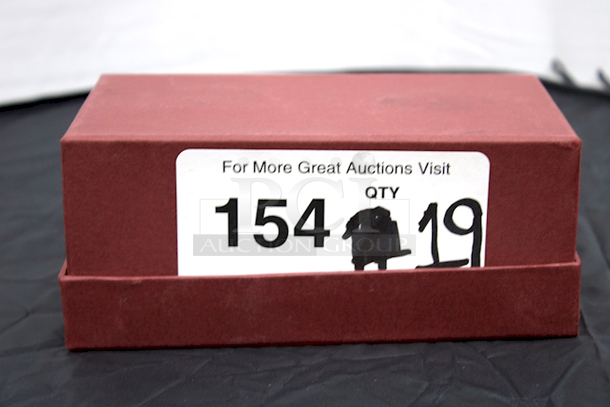 For More Great Auctions Visit
QTY
154 19
PCI
AUCTION GROUP